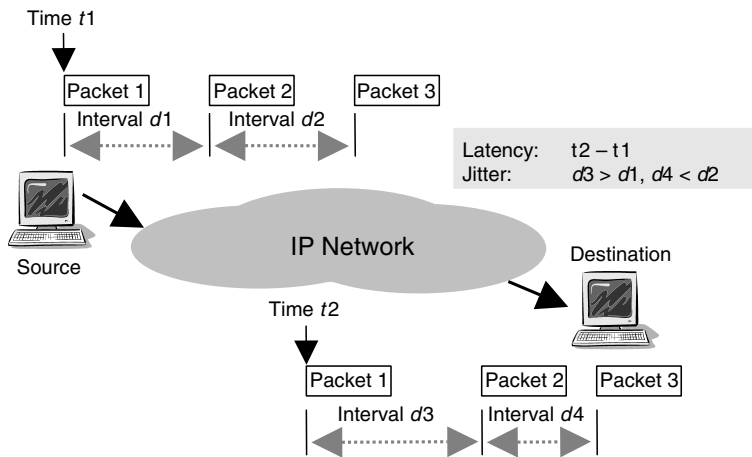 Time t1
Packet 1 Packet 2 Packet 3
Interval d1 Interval d2
Latency: t2 – t1
Jitter: d3 > d1, d4 < d2
IP Network
Source
Destination
Time t2
Packet 1 Packet 2 Packet 3
Interval d3 Interval d4